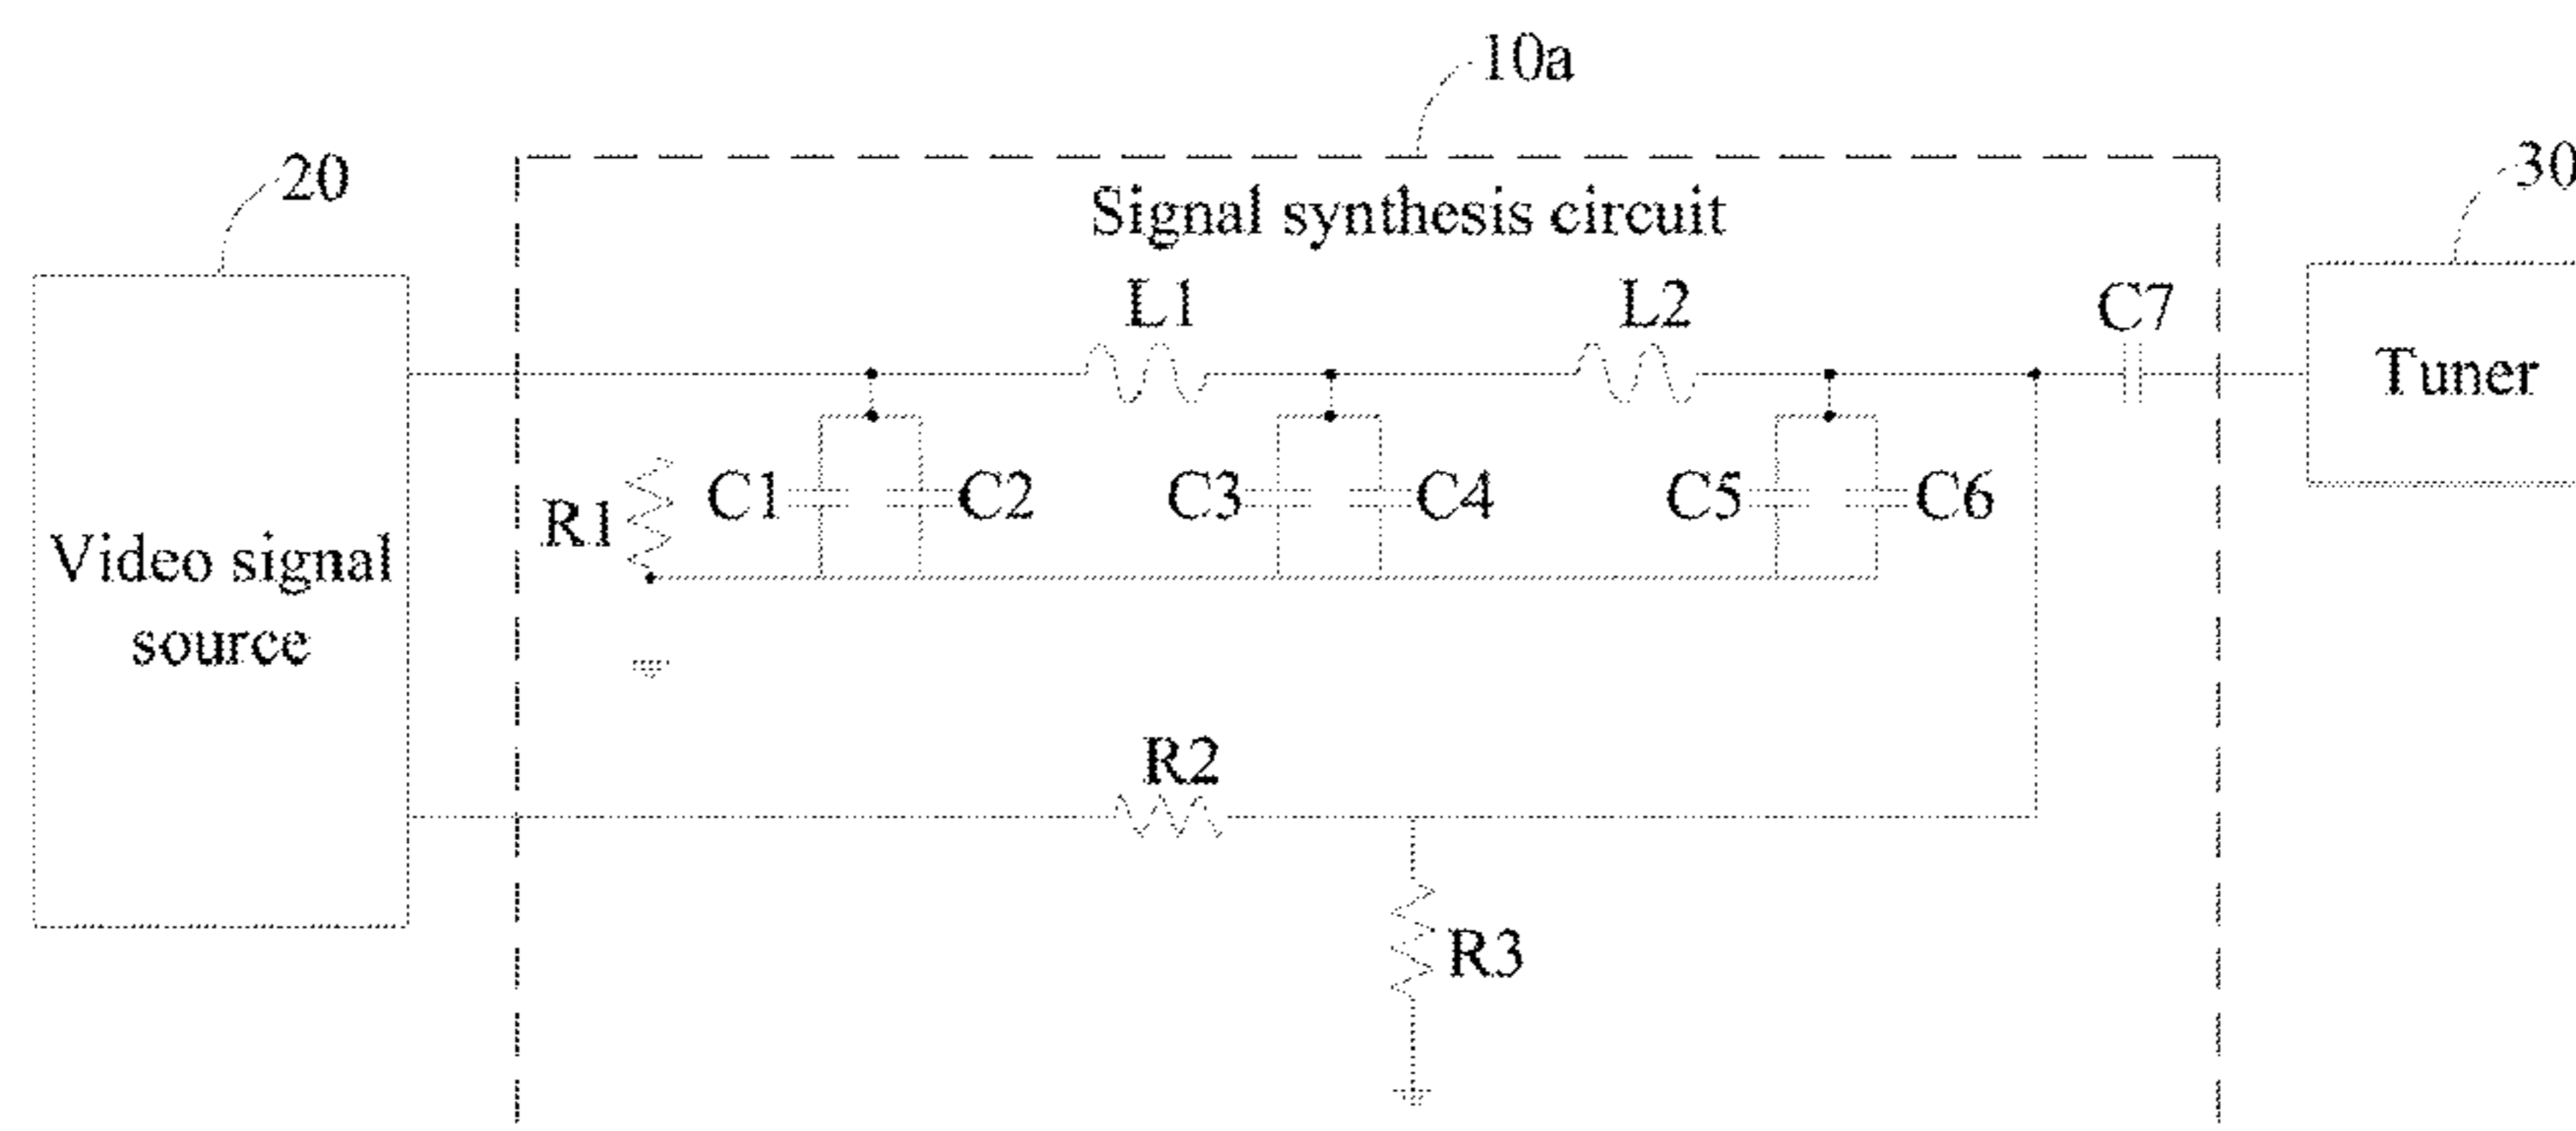 10a
20
30
Signal synthesis circuit
L1
L2
C7
Tuner
R1
C1
C2
C3
C4
C5
C6
Video signal
source
R2
R3